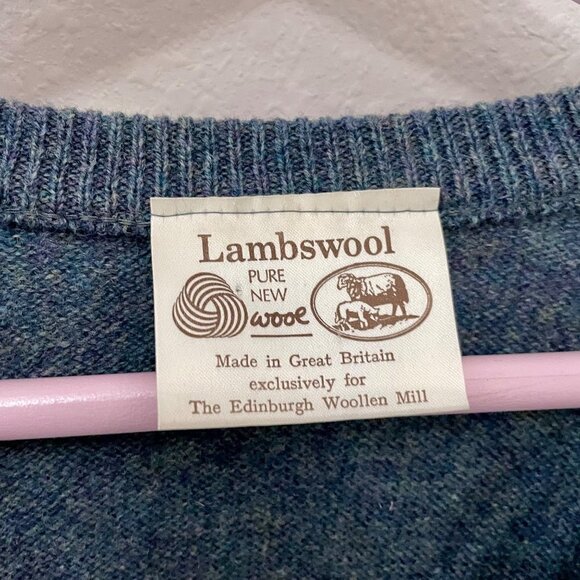 Lambswool
PURE
NEW
wool
Made in Great Britain
exclusively for
The Edinburgh Woollen Mill